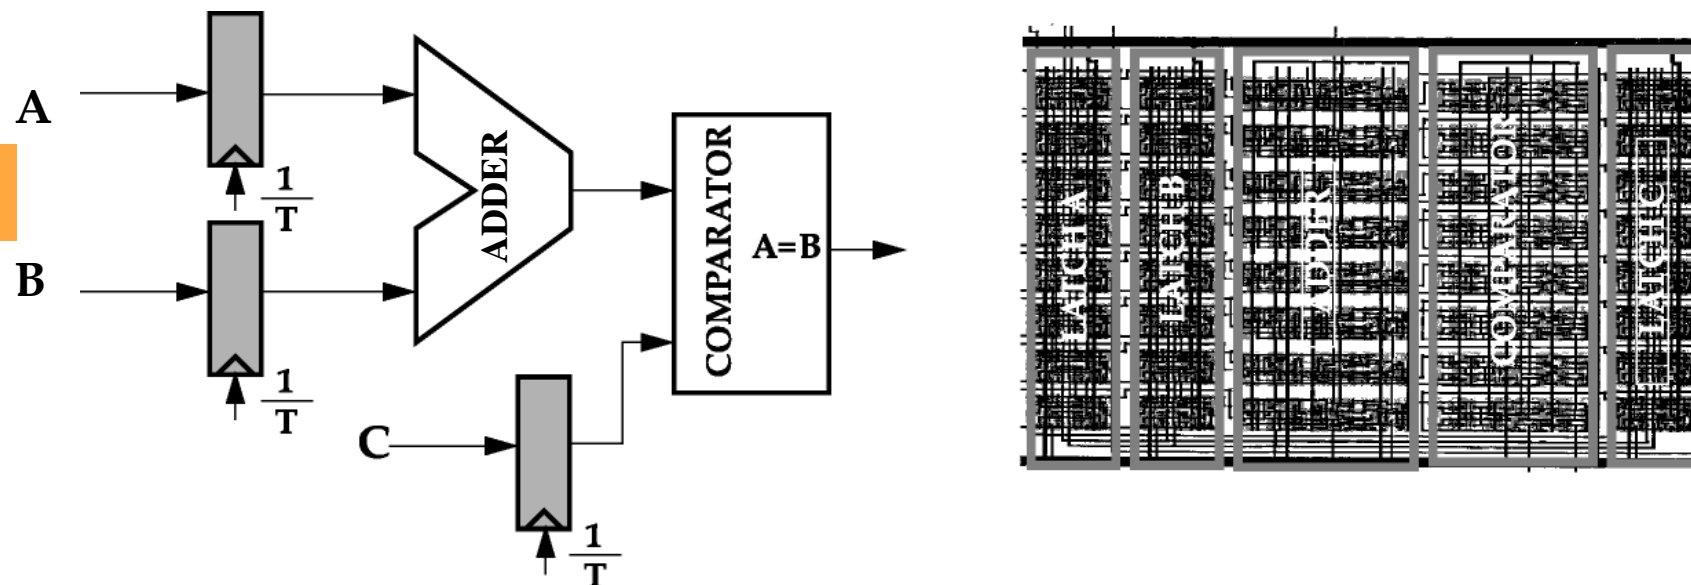 A
1
T
B
1
T
ADDER
COMPARATOR
A=B
C
1
T
LATCH A
LATCH B
ADDER
COMPARATOR
LATCH C